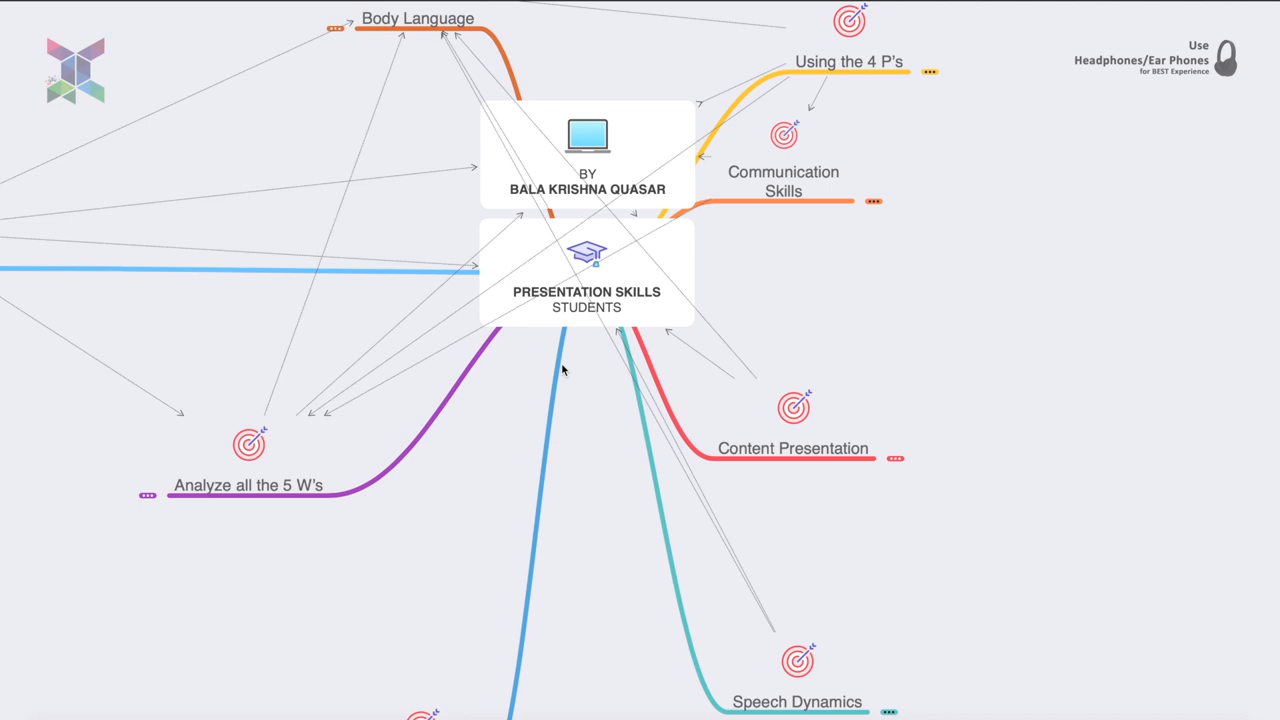 Body Language
Using the 4 P's
Use
Headphones/Ear Phones
for BEST Experience
BY
BALA KRISHNA QUASAR
Communication
Skills
PRESENTATION SKILLS
STUDENTS
Content Presentation
Analyze all the 5 W's
Speech Dynamics